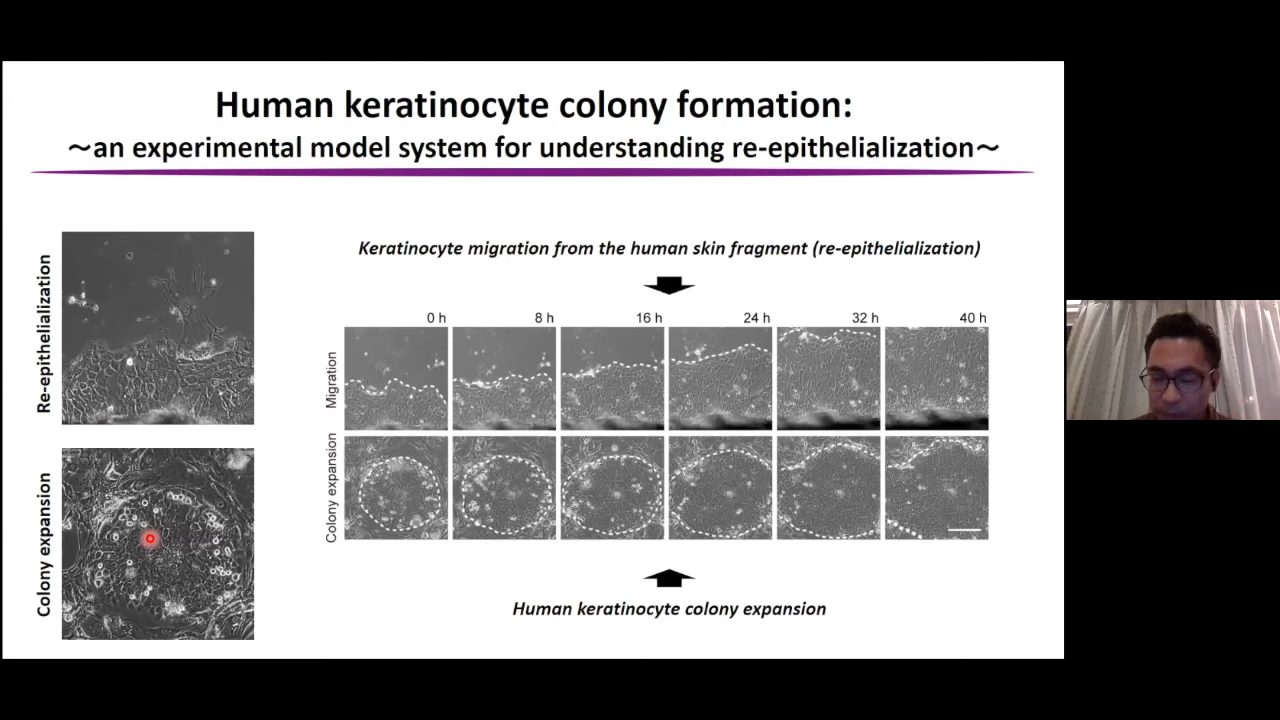 Human keratinocyte colony formation:
～an experimental model system for understanding re-epithelialization～
Re-epithelialization
Colony expansion
Keratinocyte migration from the human skin fragment (re-epithelialization)
0 h 8 h 16 h 24 h 32 h 40 h
Migration
Colony expansion
Human keratinocyte colony expansion